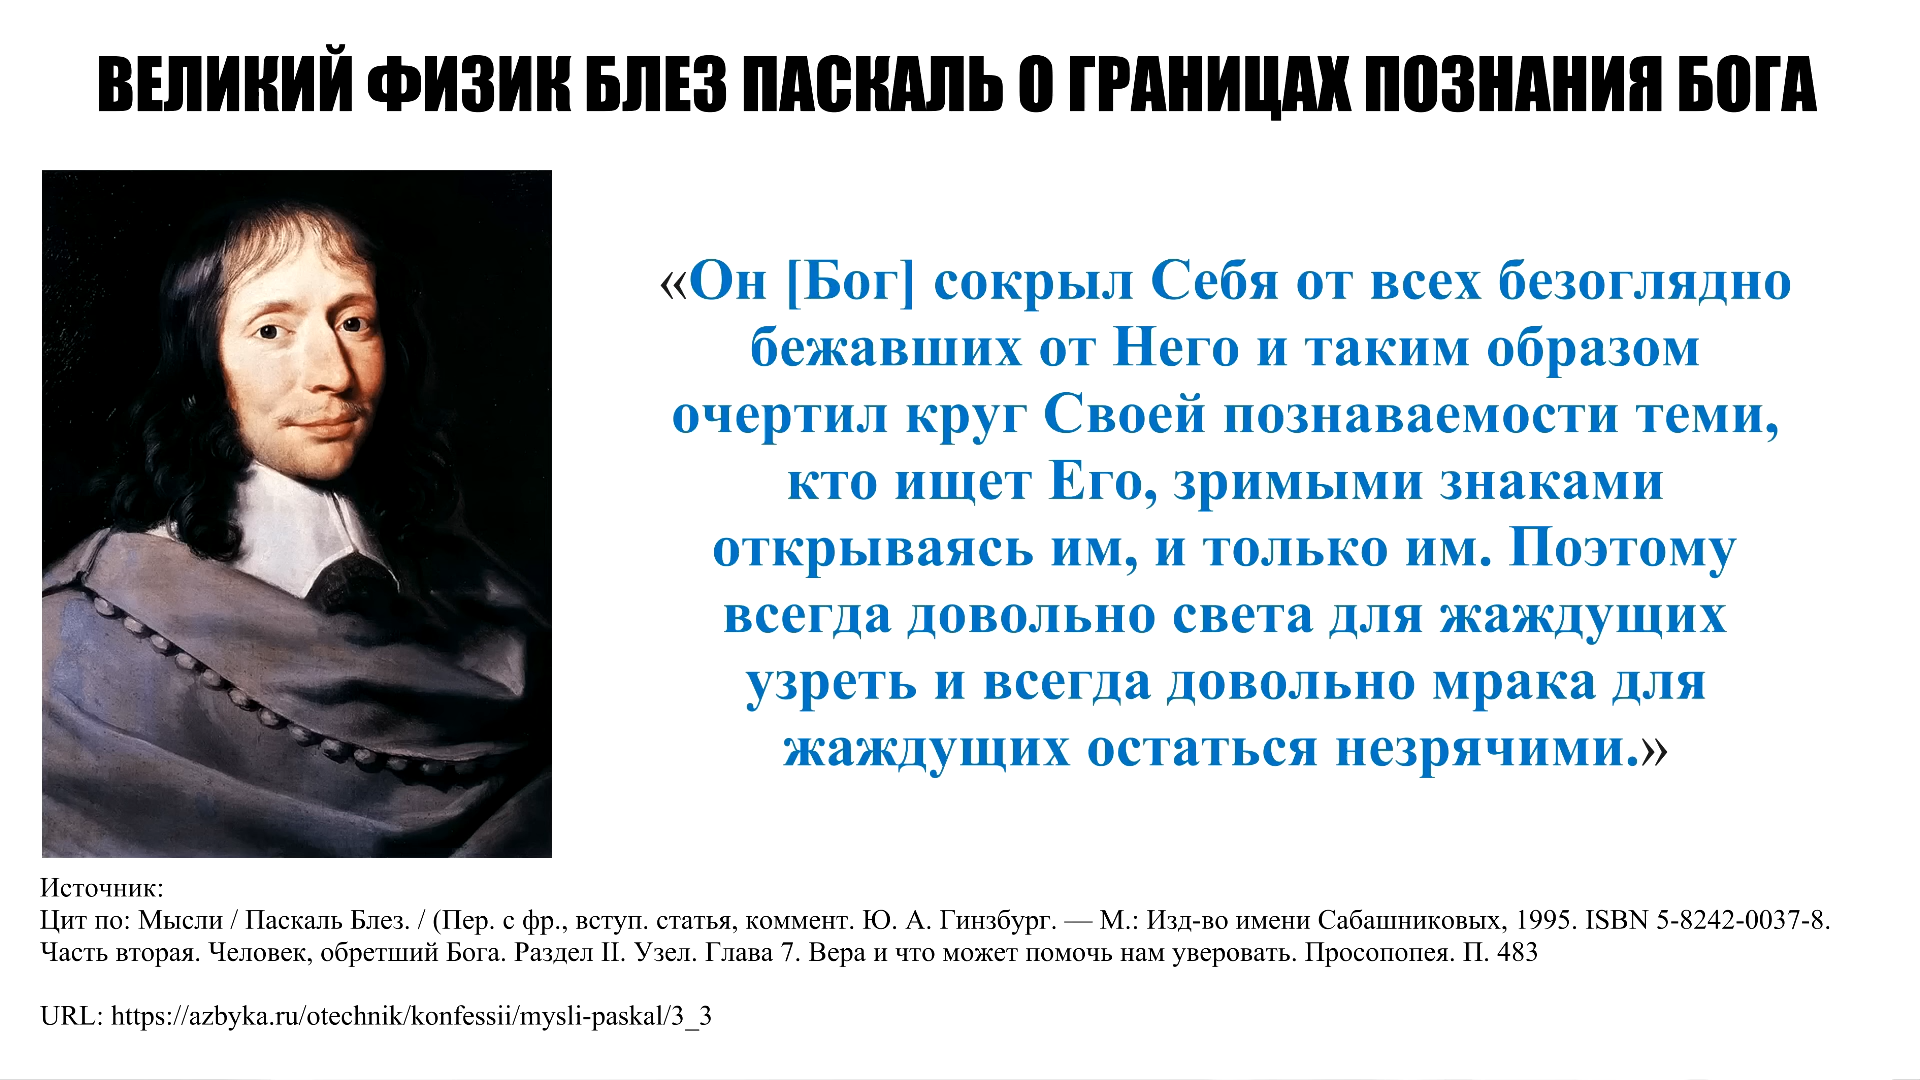 ВЕЛИКИЙ ФИЗИК БЛЕЗ ПАСКАЛЬ О ГРАНИЦАХ ПОЗНАНИЯ БОГА
«Он [Бог] сокрыл Себя от всех безоглядно
бежавших от Него и таким образом
очертил круг Своей познаваемости теми,
кто ищет Его, зримыми знаками
открываясь им, и только им. Поэтому
всегда довольно света для жаждущих
узреть и всегда довольно мрака для
жаждущих остаться незрячими.»
Источник:
Цит по: Мысли / Паскаль Блез. / (Пер. с фр., вступ. статья, коммент. Ю. А. Гинзбург. — М.: Изд-во имени Сабашниковых, 1995. ISBN 5-8242-0037-8.
Часть вторая. Человек, обретший Бога. Раздел II. Узел. Глава 7. Вера и что может помочь нам уверовать. Просопопея. П. 483
URL: https://azbyka.ru/otechnik/konfessii/mysli-paskal/3_3